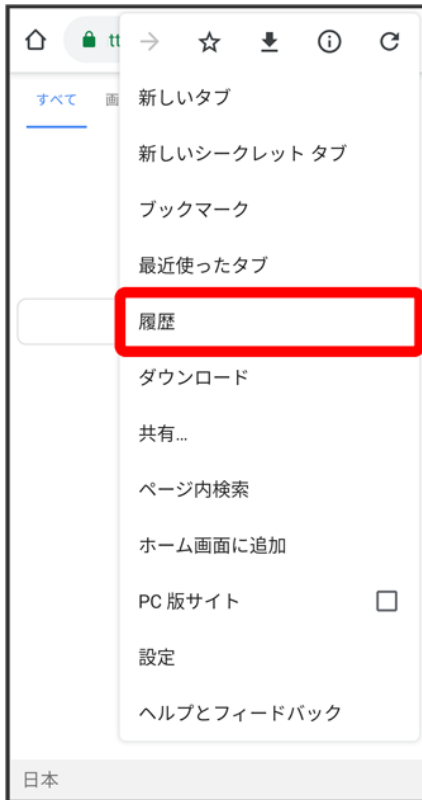 すべて
新しいタブ
新しいシークレット タブ
ブックマーク
最近使ったタブ
履歴
ダウンロード
共有...
ページ内検索
ホーム画面に追加
PC 版サイト
設定
ヘルプとフィードバック
日本